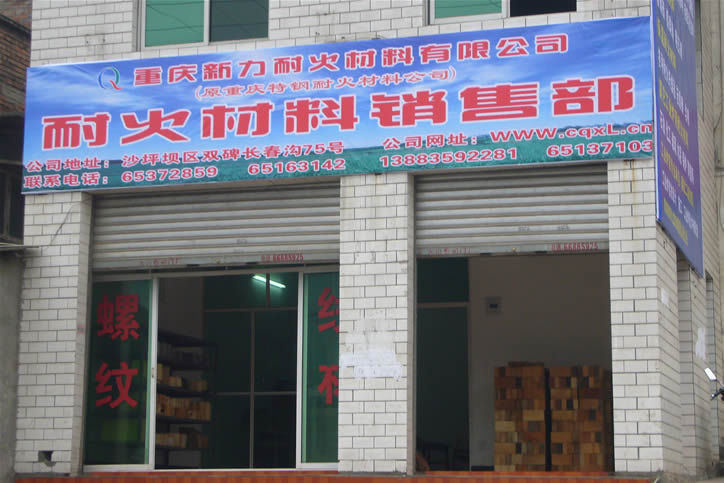 重庆新力耐火材料有限公司
(原重庆特钢耐火材料公司)
耐火材料销售部
公司地址：沙坪坝区双碑长春沟75号 公司网址：www.cqxL.cn
联系电话：65372859 65163142 13883592281 65137103
66685925
66685925
螺
纹